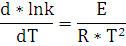 d * lnk / dT = E / R * T²